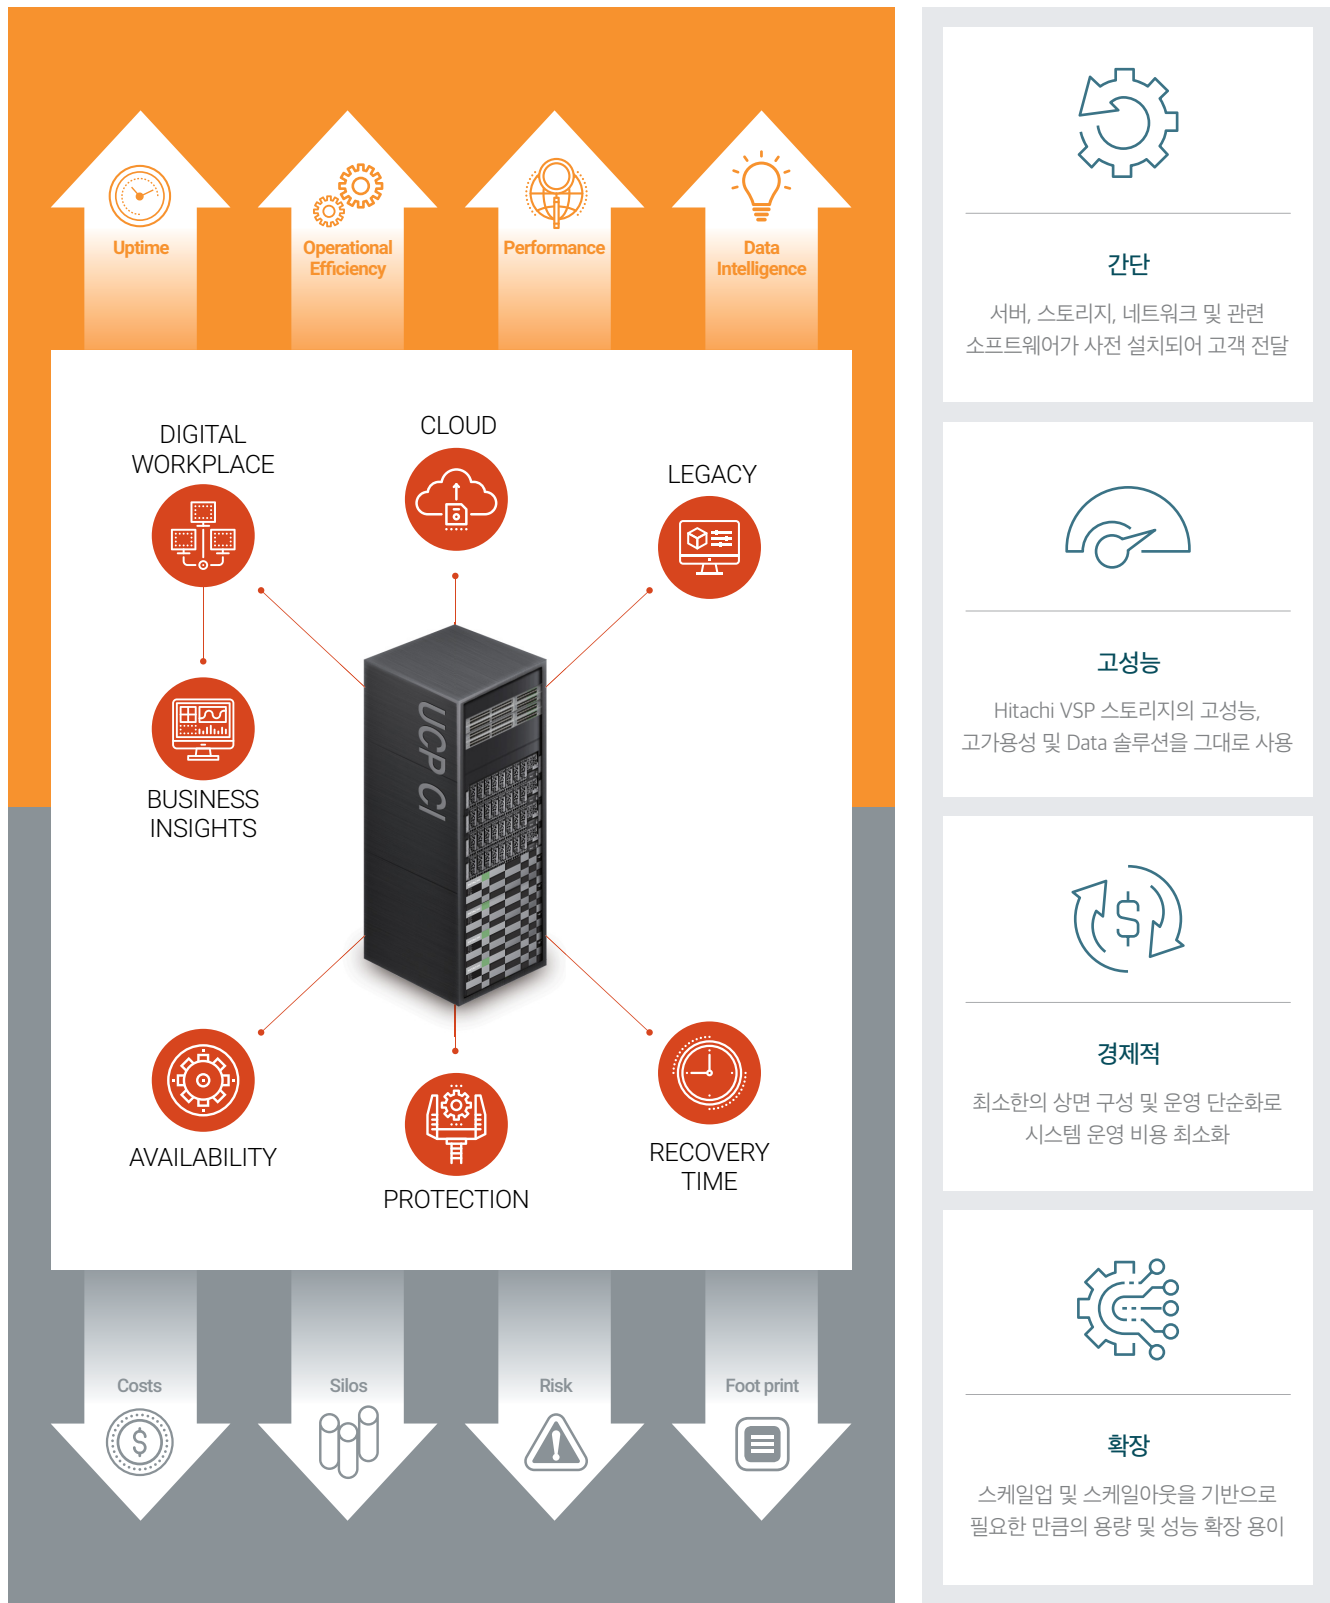 Uptime
Operational
Efficiency
Performance
Data
Intelligence
DIGITAL
WORKPLACE
CLOUD
LEGACY
UCP CI
BUSINESS
INSIGHTS
AVAILABILITY
PROTECTION
RECOVERY
TIME
Costs
Silos
Risk
Foot print
간단
서버, 스토리지, 네트워크 및 관련
소프트웨어가 사전 설치되어 고객 전달
고성능
Hitachi VSP 스토리지의 고성능,
고가용성 및 Data 솔루션을 그대로 사용
경제적
최소한의 상면 구성 및 운영 단순화로
시스템 운영 비용 최소화
확장
스케일업 및 스케일아웃을 기반으로
필요한 만큼의 용량 및 성능 확장 용이